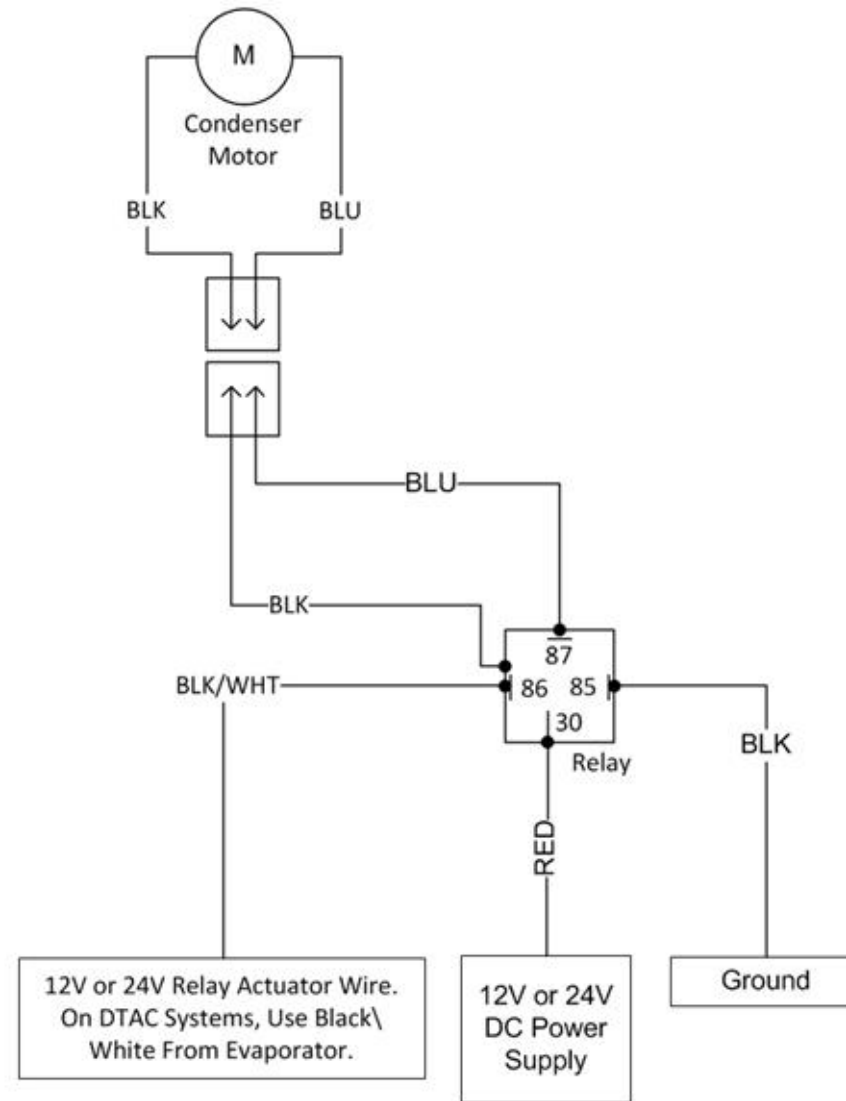 M
Condenser
Motor
BLK
BLU
BLU
BLK
87
BLK/WHT
86
85
30
BLK
Relay
RED
12V or 24V Relay Actuator Wire.
On DTAC Systems, Use Black\
White From Evaporator.
12V or 24V
DC Power
Supply
Ground